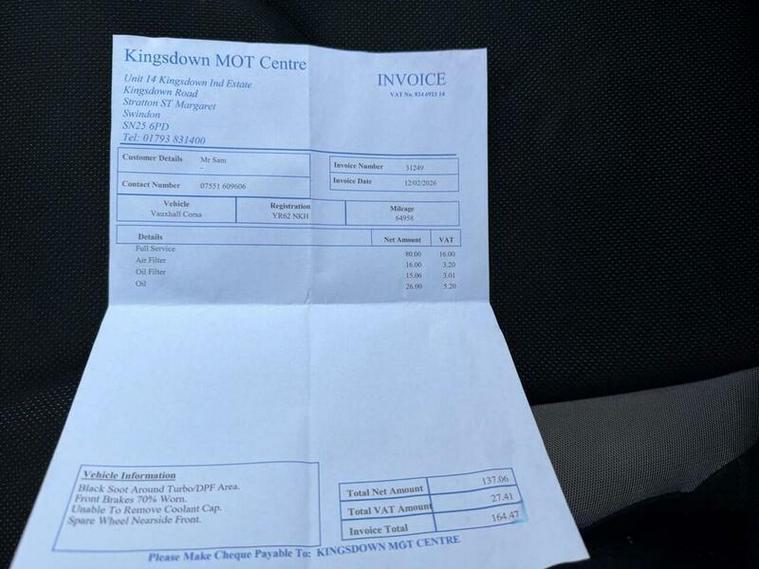 Kingsdown MOT Centre
Unit 14 Kingsdown Ind Estate
Kingsdown Road
Stratton ST Margaret
Swindon
SN25 6PD
Tel: 01793 831400
INVOICE
VAT No. 824 6923 14
Customer Details Mr Sam
Contact Number 07551 609606
Invoice Number 31249
Invoice Date 12/02/2026
Vehicle Registration Mileage
Vauxhall Corsa YR62 NKH 64958
Details Net Amount VAT
Full Service 80.00 16.00
Air Filter 16.00 3.20
Oil Filter 15.06 3.01
Oil 26.00 5.20
Vehicle Information
Black Soot Around Turbo/DPF Area.
Front Brakes 70% Worn.
Unable To Remove Coolant Cap.
Spare Wheel Nearside Front.
Total Net Amount 137.06
Total VAT Amount 27.41
Invoice Total 164.47
Please Make Cheque Payable To: KINGSDOWN MOT CENTRE